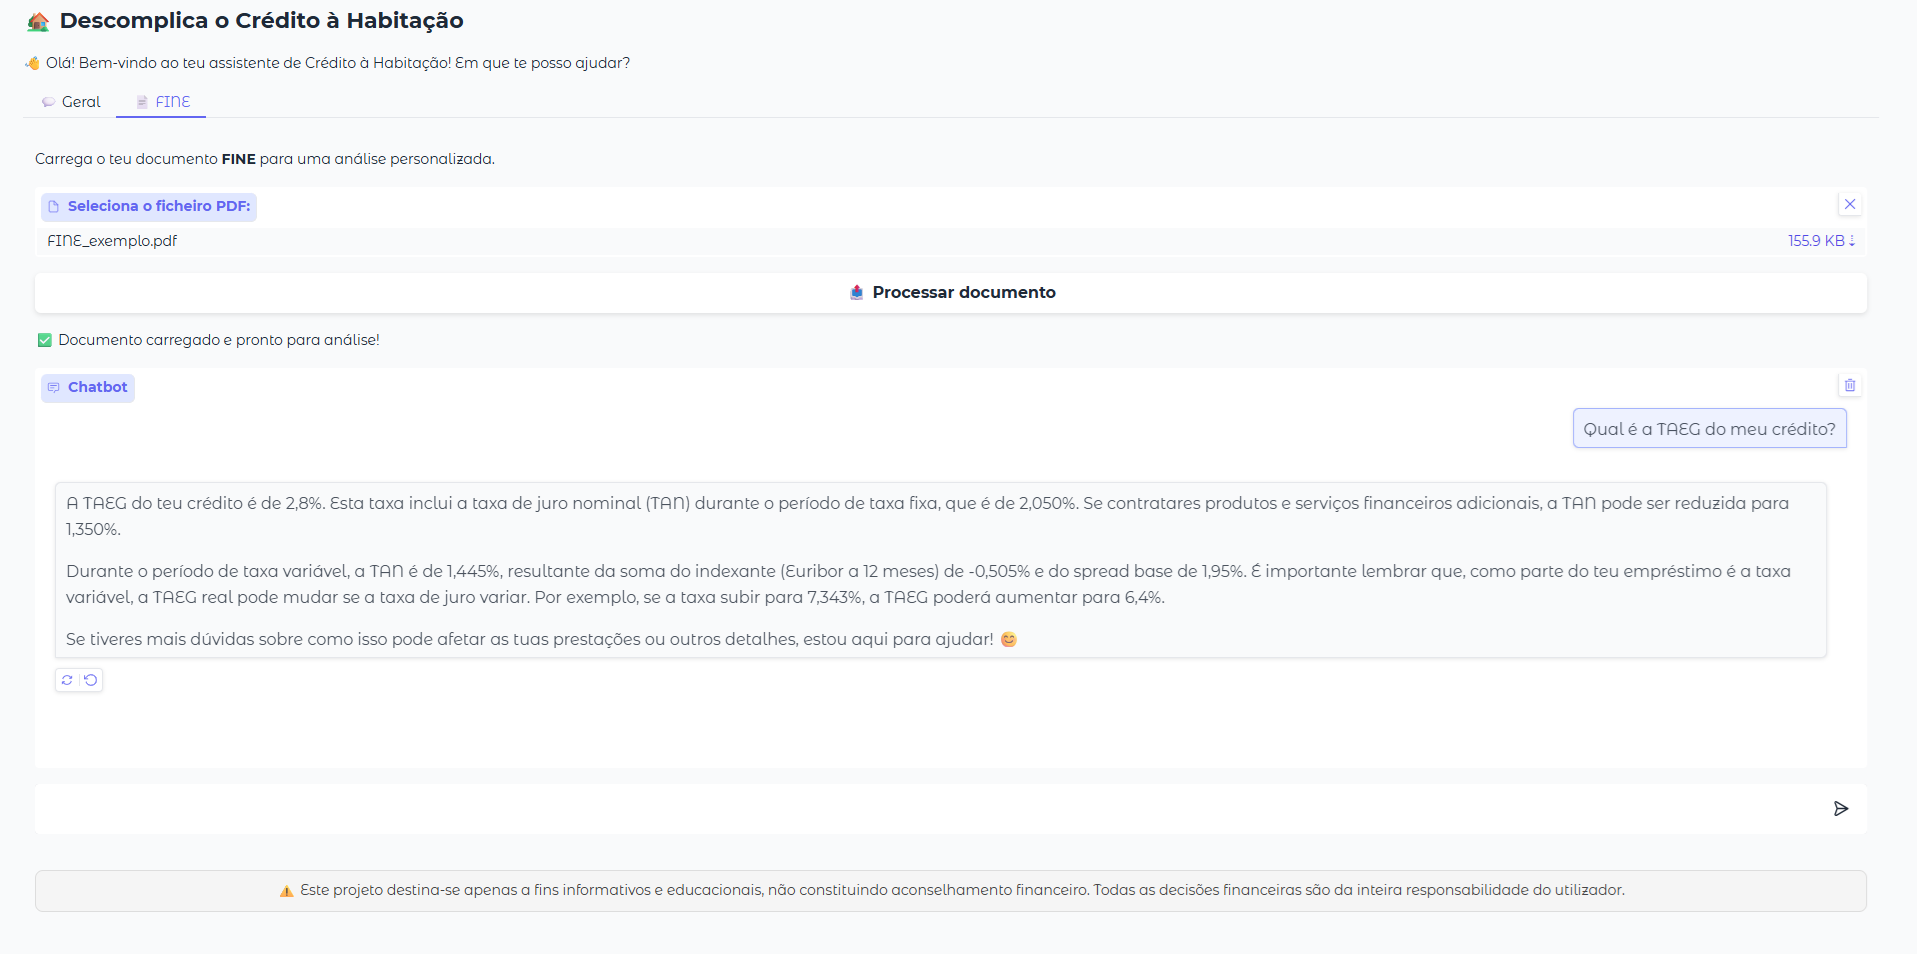 Descomplica o Crédito à Habitação
Olá! Bem-vindo ao teu assistente de Crédito à Habitação! Em que te posso ajudar?
Geral FINE
Carrega o teu documento FINE para uma análise personalizada.
Seleciona o ficheiro PDF:
FINE_exemplo.pdf 155.9 KB ⇣
Processar documento
Documento carregado e pronto para análise!
Chatbot
Qual é a TAEG do meu crédito?
A TAEG do teu crédito é de 2,8%. Esta taxa inclui a taxa de juro nominal (TAN) durante o período de taxa fixa, que é de 2,050%. Se contratares produtos e serviços financeiros adicionais, a TAN pode ser reduzida para
1,350%.
Durante o período de taxa variável, a TAN é de 1,445%, resultante da soma do indexante (Euribor a 12 meses) de -0,505% e do spread base de 1,95%. É importante lembrar que, como parte do teu empréstimo é a taxa
variável, a TAEG real pode mudar se a taxa de juro variar. Por exemplo, se a taxa subir para 7,343%, a TAEG poderá aumentar para 6,4%.
Se tiveres mais dúvidas sobre como isso pode afetar as tuas prestações ou outros detalhes, estou aqui para ajudar! 😊
Este projeto destina-se apenas a fins informativos e educacionais, não constituindo aconselhamento financeiro. Todas as decisões financeiras são da inteira responsabilidade do utilizador.